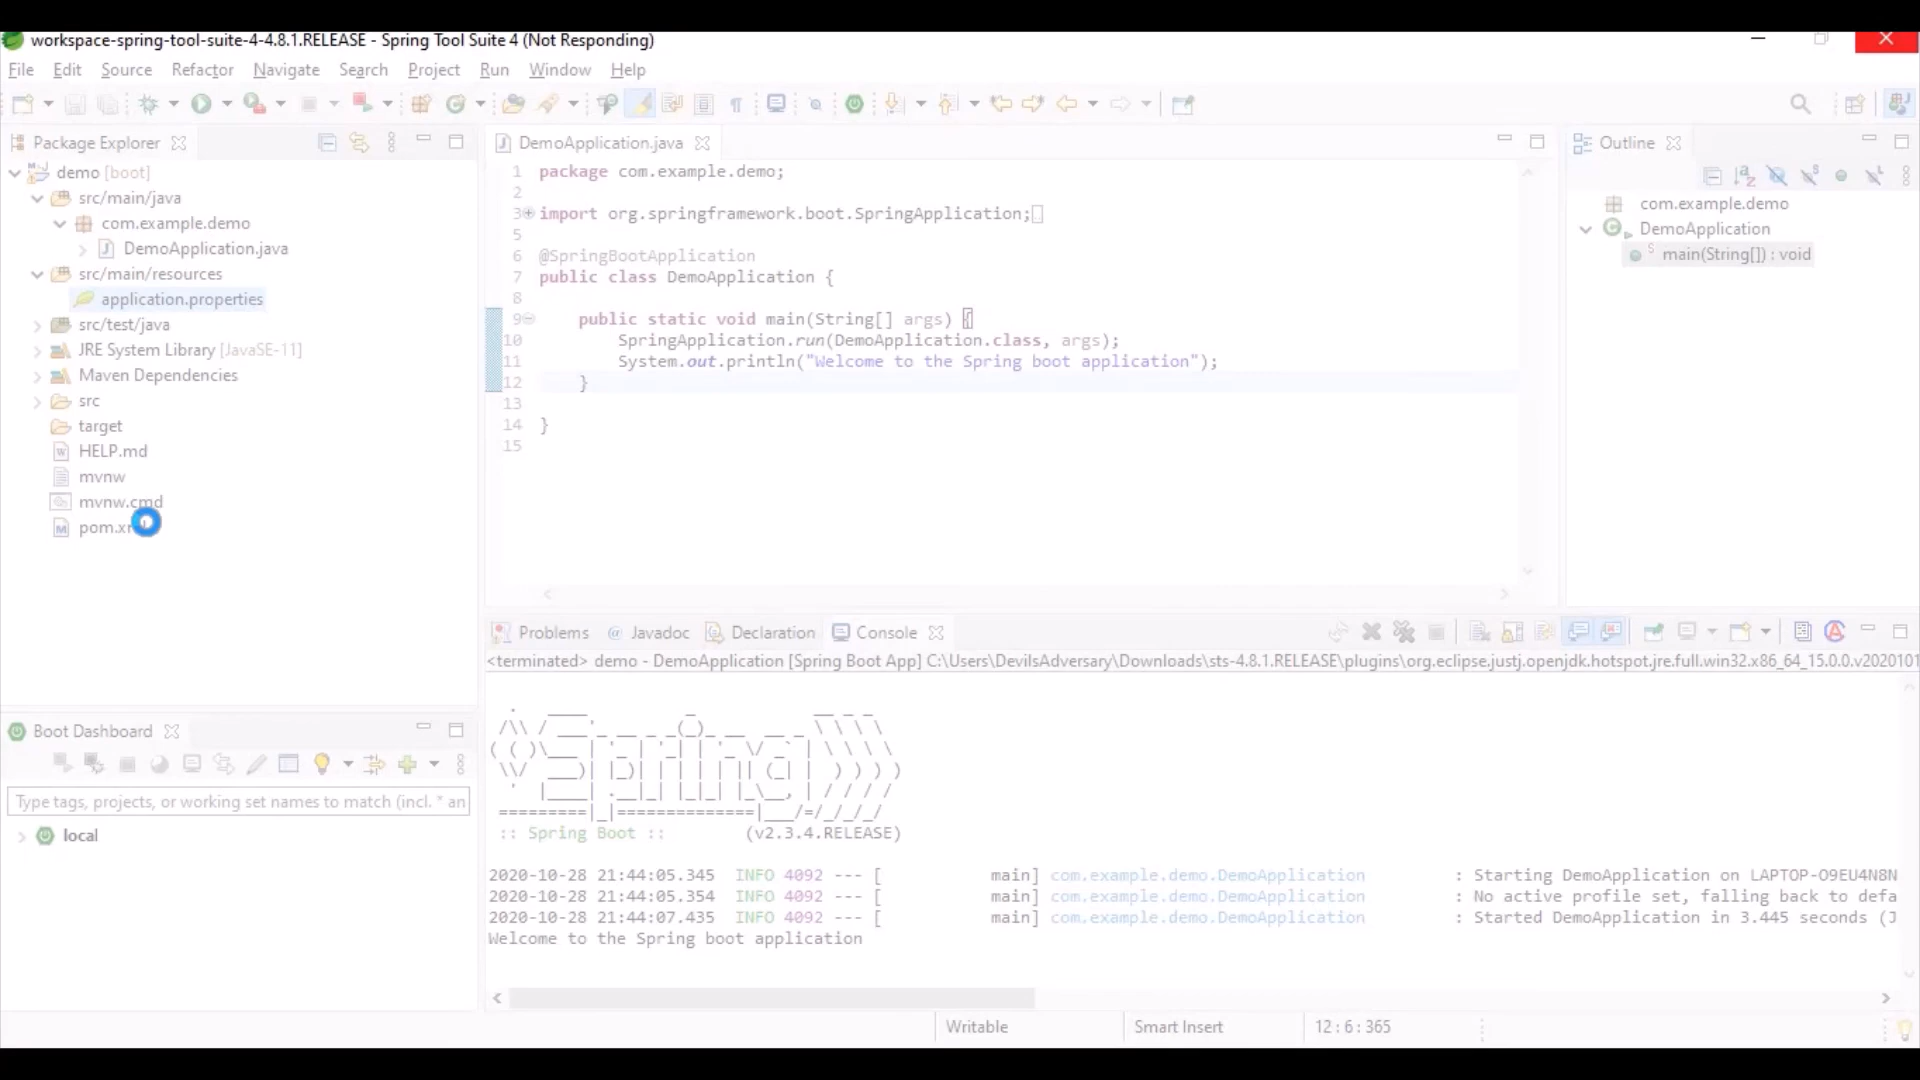 workspace-spring-tool-suite-4-4.8.1.RELEASE - Spring Tool Suite 4 (Not Responding)
File Edit Source Refactor Navigate Search Project Run Window Help
Package Explorer
demo [boot]
src/main/java
com.example.demo
DemoApplication.java
src/main/resources
application.properties
src/test/java
JRE System Library [JavaSE-11]
Maven Dependencies
src
target
HELP.md
mvnw
mvnw.cmd
DemoApplication.java
1 package com.example.demo;
2
3 import org.springframework.boot.SpringApplication;
5
6 @SpringBootApplication
7 public class DemoApplication {
8
9 public static void main(String[] args) {
10 SpringApplication.run(DemoApplication.class, args);
11 System.out.println("Welcome to the Spring boot application");
12 }
13
14 }
15
Outline
com.example.demo
DemoApplication
main(String[]) : void
Boot Dashboard
Type tags, projects, or working set names to match (incl. * an
local
Problems Javadoc Declaration Console
<terminated> demo - DemoApplication [Spring Boot App] C:\Users\DevilsAdversary\Downloads\sts-4.8.1.RELEASE\plugins\org.eclipse.justj.openjdk.hotspot.jre.full.win32.x86_64_15.0.0.v2020101
Spring
:: Spring Boot :: (v2.3.4.RELEASE)
2020-10-28 21:44:05.345 INFO 4092 --- [ main] com.example.demo.DemoApplication : Starting DemoApplication on LAPTOP-O9EU4N8N
2020-10-28 21:44:05.354 INFO 4092 --- [ main] com.example.demo.DemoApplication : No active profile set, falling back to defa
2020-10-28 21:44:07.435 INFO 4092 --- [ main] com.example.demo.DemoApplication : Started DemoApplication in 3.445 seconds (J
Welcome to the Spring boot application
Writable Smart Insert 12 : 6 : 365